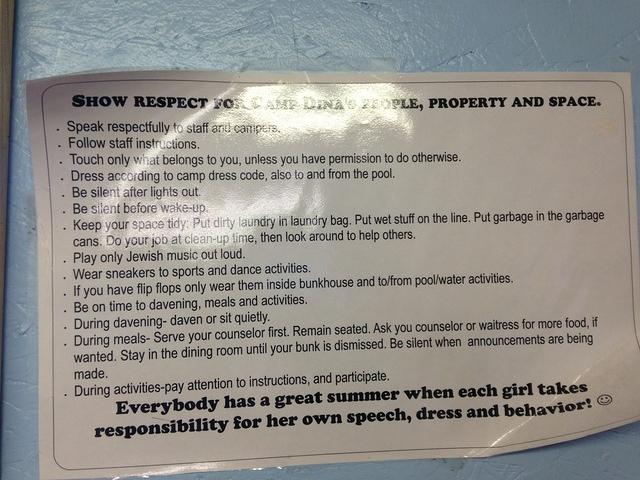 SHOW RESPECT FOR CAMP DINA'S PEOPLE, PROPERTY AND SPACE.
. Speak respectfully to staff and campers.
. Follow staff instructions.
. Touch only what belongs to you, unless you have permission to do otherwise.
. Dress according to camp dress code, also to and from the pool.
. Be silent after lights out.
. Be silent before wake-up.
. Keep your space tidy: Put dirty laundry in laundry bag. Put wet stuff on the line. Put garbage in the garbage
cans. Do your job at clean-up time, then look around to help others.
. Play only Jewish music out loud.
. Wear sneakers to sports and dance activities.
. If you have flip flops only wear them inside bunkhouse and to/from pool/water activities.
. Be on time to davening, meals and activities.
. During davening- daven or sit quietly.
. During meals- Serve your counselor first. Remain seated. Ask you counselor or waitress for more food, if
wanted. Stay in the dining room until your bunk is dismissed. Be silent when announcements are being
made.
. During activities-pay attention to instructions, and participate.
Everybody has a great summer when each girl takes
responsibility for her own speech, dress and behavior! ☺